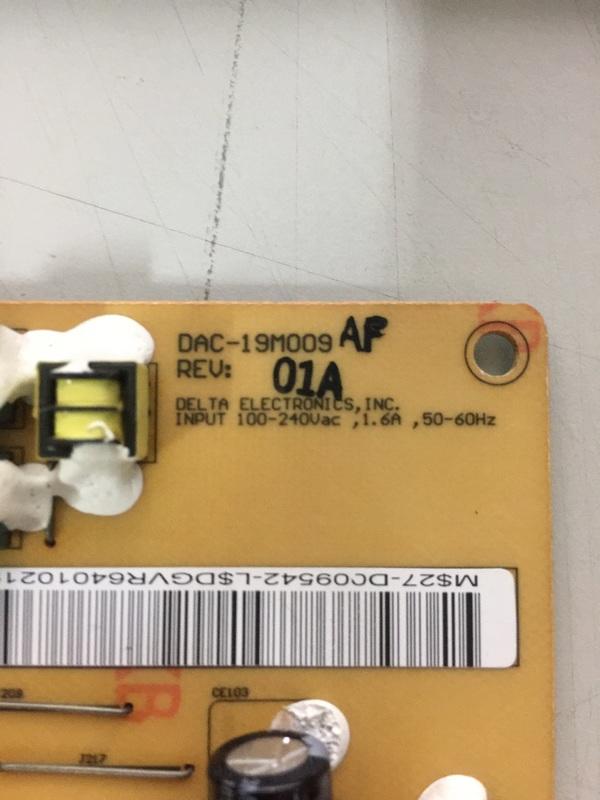 DAC-19M009 AF
REV: 01A
DELTA ELECTRONICS,INC.
INPUT 100-240Vac ,1.6A ,50-60Hz
M$27-DC09542-L$DGVR6401021
CE103
J217